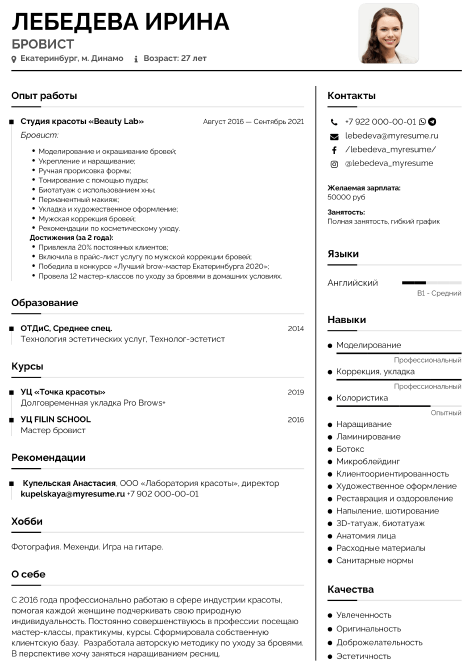 ЛЕБЕДЕВА ИРИНА
БРОВИСТ
Екатеринбург, м. Динамо Возраст: 27 лет
Опыт работы
Студия красоты «Beauty Lab» Август 2016 — Сентябрь 2021
Бровист:
Моделирование и окрашивание бровей;
Укрепление и наращивание;
Ручная прорисовка формы;
Тонирование с помощью пудры;
Биотатуаж с использованием хны;
Перманентный макияж;
Укладка и художественное оформление;
Мужская коррекция бровей;
Рекомендации по косметическому уходу.
Достижения (за 2 года):
Привлекла 20% постоянных клиентов;
Включила в прайс-лист услугу по мужской коррекции бровей;
Победила в конкурсе «Лучший brow-мастер Екатеринбурга 2020»;
Провела 12 мастер-классов по уходу за бровями в домашних условиях.
Образование
ОТДиС, Среднее спец. 2014
Технология эстетических услуг, Технолог-эстетист
Курсы
УЦ «Точка красоты» 2019
Долговременная укладка Pro Brows+
УЦ FILIN SCHOOL 2016
Мастер бровист
Рекомендации
Купельская Анастасия, ООО «Лаборатория красоты», директор
kupelskaya@myresume.ru +7 902 000-00-01
Хобби
Фотография. Мехенди. Игра на гитаре.
О себе
С 2016 года профессионально работаю в сфере индустрии красоты,
помогая каждой женщине подчеркивать свою природную
индивидуальность. Постоянно совершенствуюсь в профессии: посещаю
мастер-классы, практикумы, курсы. Сформировала собственную
клиентскую базу. Разработала авторскую методику по уходу за бровями.
В перспективе хочу заняться наращиванием ресниц.
Контакты
+7 922 000-00-01
lebedeva@myresume.ru
/lebedeva_myresume/
@lebedeva_myresume
Желаемая зарплата:
50000 руб
Занятость:
Полная занятость, гибкий график
Языки
Английский
B1 - Средний
Навыки
Моделирование
Профессиональный
Коррекция, укладка
Профессиональный
Колористика
Опытный
Наращивание
Ламинирование
Ботокс
Микроблейдинг
Клиентоориентированность
Художественное оформление
Реставрация и оздоровление
Напыление, шотирование
3D-татуаж, биотатуаж
Анатомия лица
Расходные материалы
Санитарные нормы
Качества
Увлеченность
Оригинальность
Доброжелательность
Эстетичность